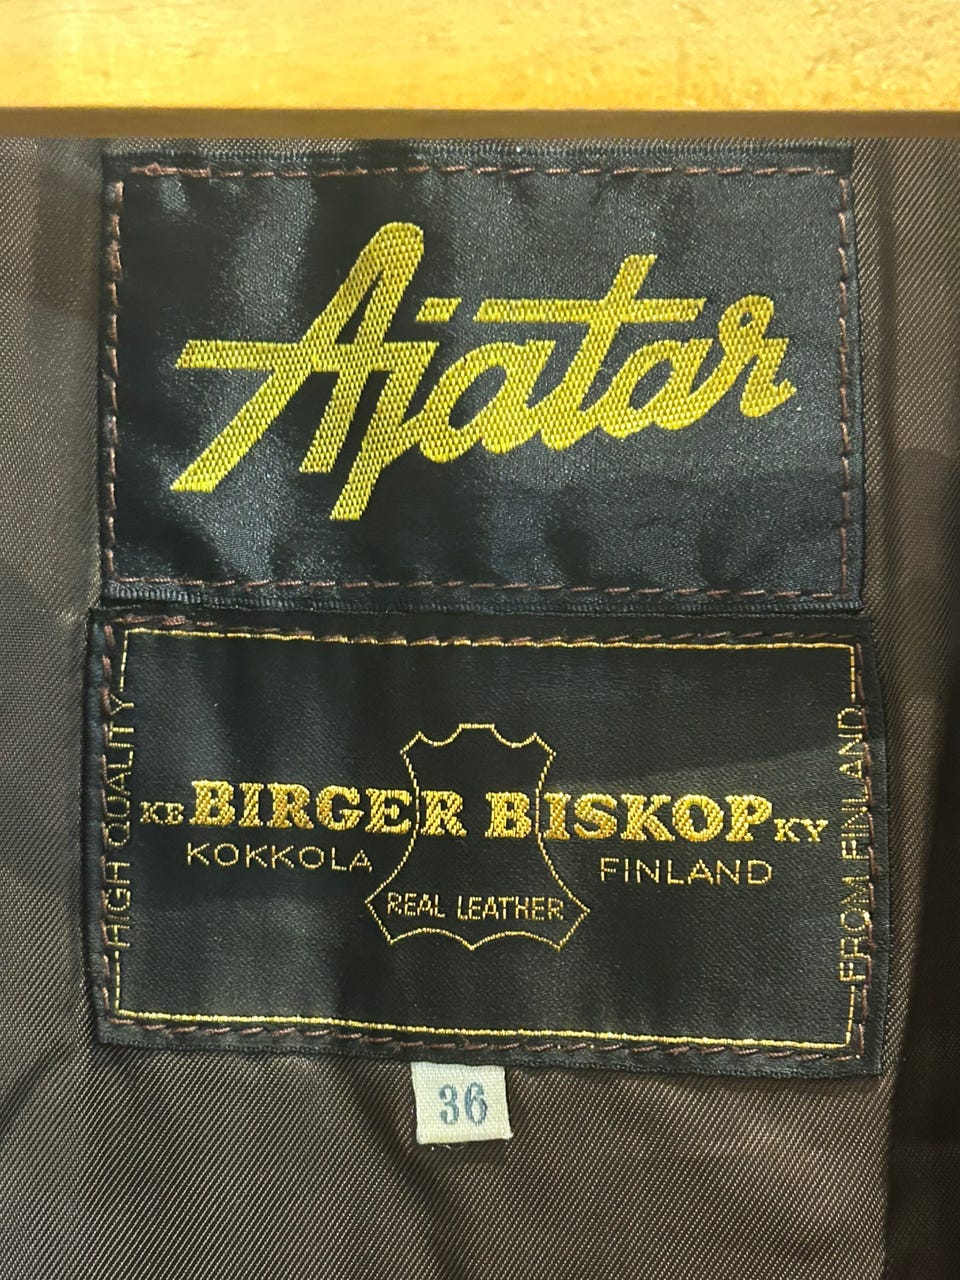 Ajatar
HIGH QUALITY
KB BIRGER BISKOP KY
KOKKOLA FINLAND
REAL LEATHER
FROM FINLAND
36